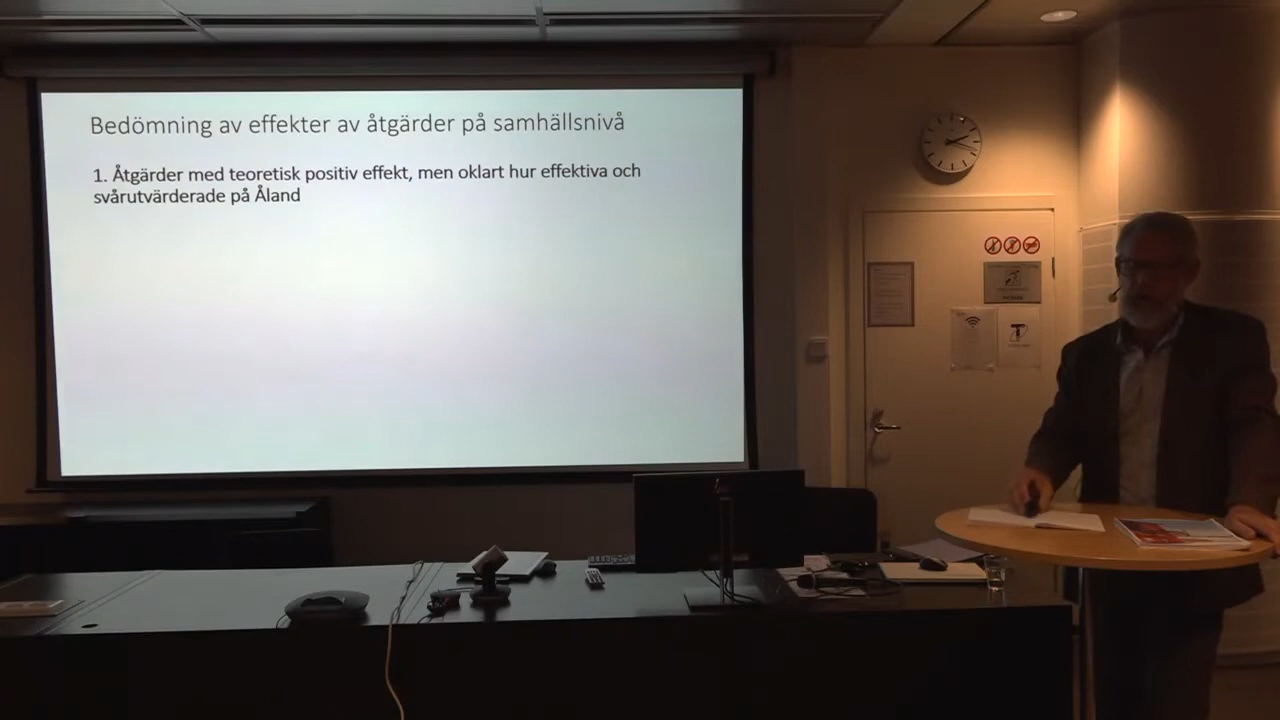 Bedömning av effekter av åtgärder på samhällsnivå
1. Åtgärder med teoretisk positiv effekt, men oklart hur effektiva och
svårutvärderade på Åland